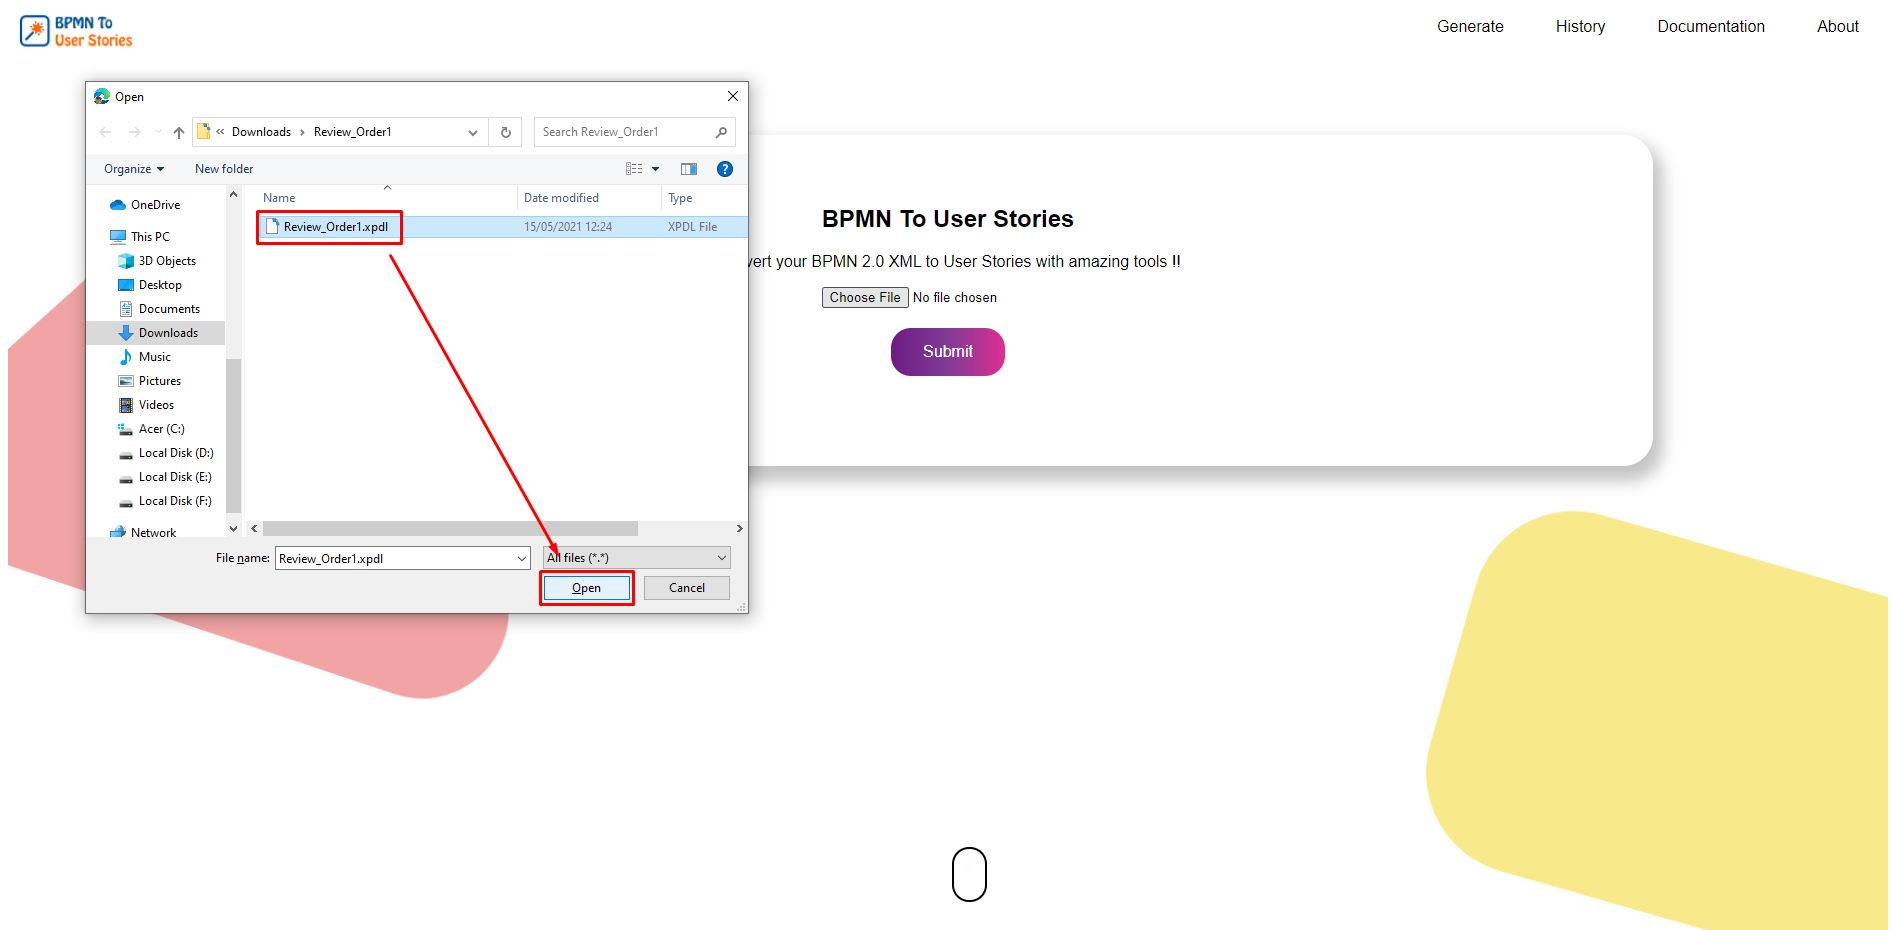 BPMN To
User Stories
Generate
History
Documentation
About
Open
« Downloads › Review_Order1
Search Review_Order1
Organize
New folder
OneDrive
This PC
3D Objects
Desktop
Documents
Downloads
Music
Pictures
Videos
Acer (C:)
Local Disk (D:)
Local Disk (E:)
Local Disk (F:)
Network
Name
Date modified
Type
Review_Order1.xpdl
15/05/2021 12:24
XPDL File
File name:
Review_Order1.xpdl
All files (*.*)
Open
Cancel
BPMN To User Stories
your BPMN 2.0 XML to User Stories with amazing tools !!
Choose File
No file chosen
Submit